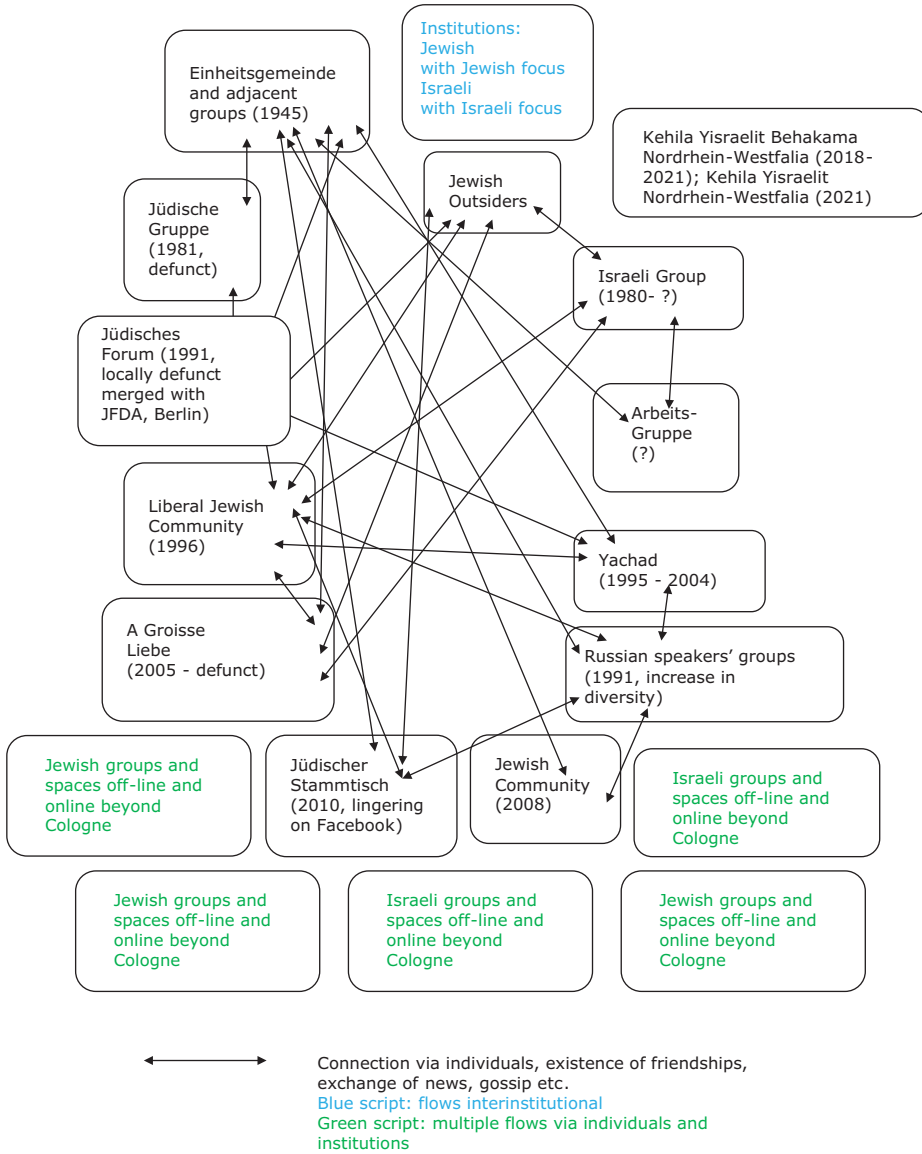 Einheitsgemeinde
and adjacent
groups (1945)
Institutions:
Jewish
with Jewish focus
Israeli
with Israeli focus
Kehila Yisraelit Behakama
Nordrhein-Westfalia (2018-
2021); Kehila Yisraelit
Nordrhein-Westfalia (2021)
Jewish
Outsiders
Jüdische
Gruppe
(1981,
defunct)
Israeli Group
(1980- ?)
Jüdisches
Forum (1991,
locally defunct
merged with
JFDA, Berlin)
Arbeits-
Gruppe
(?)
Liberal Jewish
Community
(1996)
Yachad
(1995 - 2004)
A Groisse
Liebe
(2005 - defunct)
Russian speakers’ groups
(1991, increase in
diversity)
Jewish groups and
spaces off-line and
online beyond
Cologne
Jüdischer
Stammtisch
(2010, lingering
on Facebook)
Jewish
Community
(2008)
Israeli groups and
spaces off-line and
online beyond
Cologne
Jewish groups and
spaces off-line and
online beyond
Cologne
Israeli groups and
spaces off-line and
online beyond
Cologne
Jewish groups and
spaces off-line and
online beyond
Cologne
Connection via individuals, existence of friendships,
exchange of news, gossip etc.
Blue script: flows interinstitutional
Green script: multiple flows via individuals and
institutions